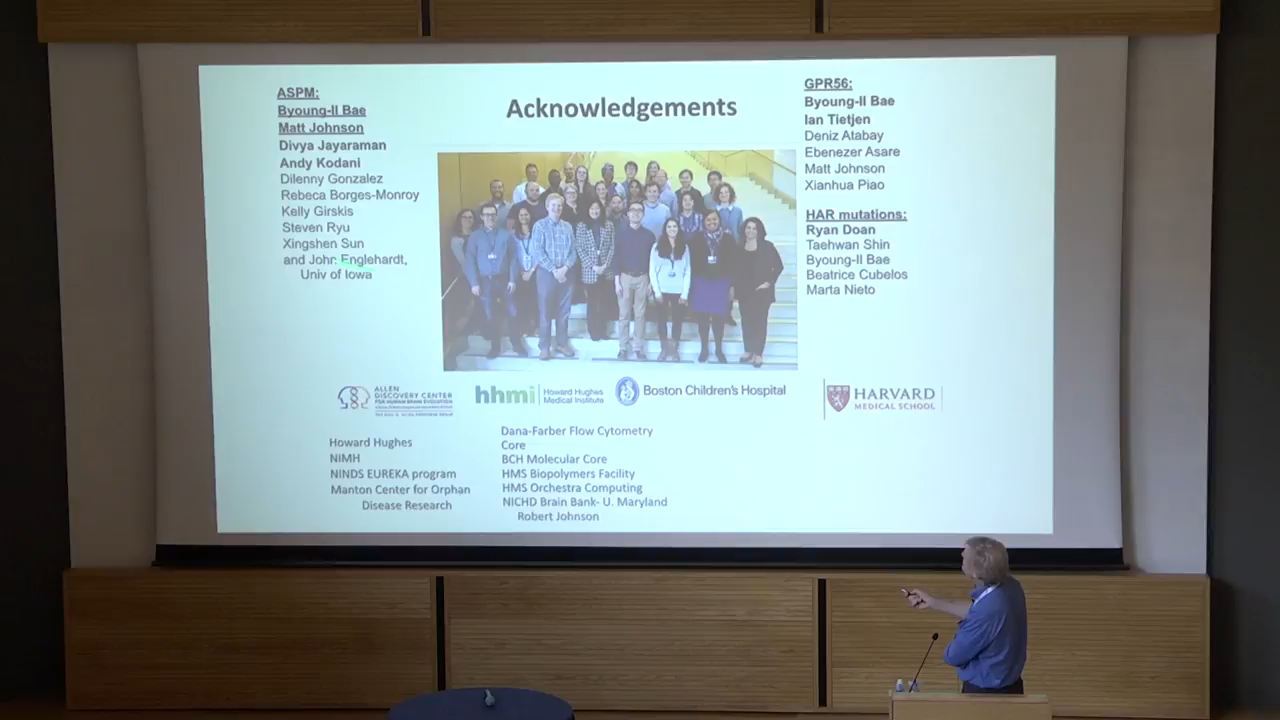 Acknowledgements
ASPM:
Byoung-Il Bae
Matt Johnson
Divya Jayaraman
Andy Kodani
Dilenny Gonzalez
Rebeca Borges-Monroy
Kelly Girskis
Steven Ryu
Xingshen Sun
and John Englehardt,
Univ of Iowa
GPR56:
Byoung-Il Bae
Ian Tietjen
Deniz Atabay
Ebenezer Asare
Matt Johnson
Xianhua Piao
HAR mutations:
Ryan Doan
Taehwan Shin
Byoung-Il Bae
Beatrice Cubelos
Marta Nieto
ALLEN
DISCOVERY CENTER
FOR HUMAN BRAIN EVOLUTION
hhmi
Howard Hughes
Medical Institute
Boston Children's Hospital
HARVARD
MEDICAL SCHOOL
Howard Hughes
NIMH
NINDS EUREKA program
Manton Center for Orphan
Disease Research
Dana-Farber Flow Cytometry
Core
BCH Molecular Core
HMS Biopolymers Facility
HMS Orchestra Computing
NICHD Brain Bank- U. Maryland
Robert Johnson